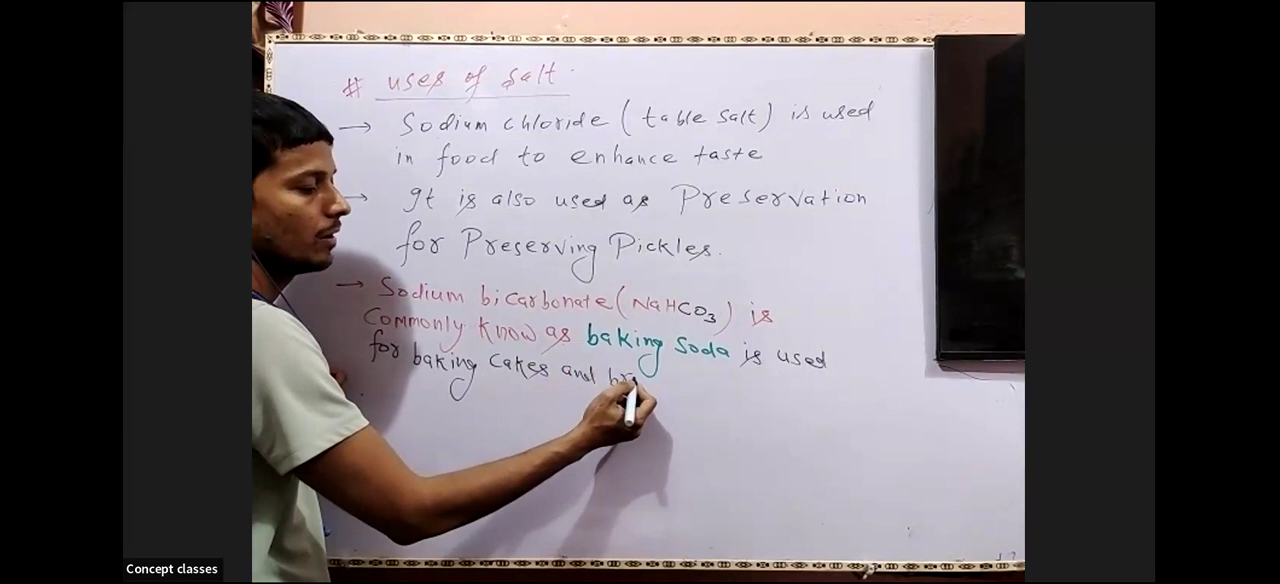 # uses of salt.
→ Sodium chloride (table salt) is used
in food to enhance taste
→ It is also used as Preservation
for Preserving Pickles.
→ Sodium bicarbonate (NaHCO3) is
Commonly know as baking soda is used
for baking cakes and
Concept classes